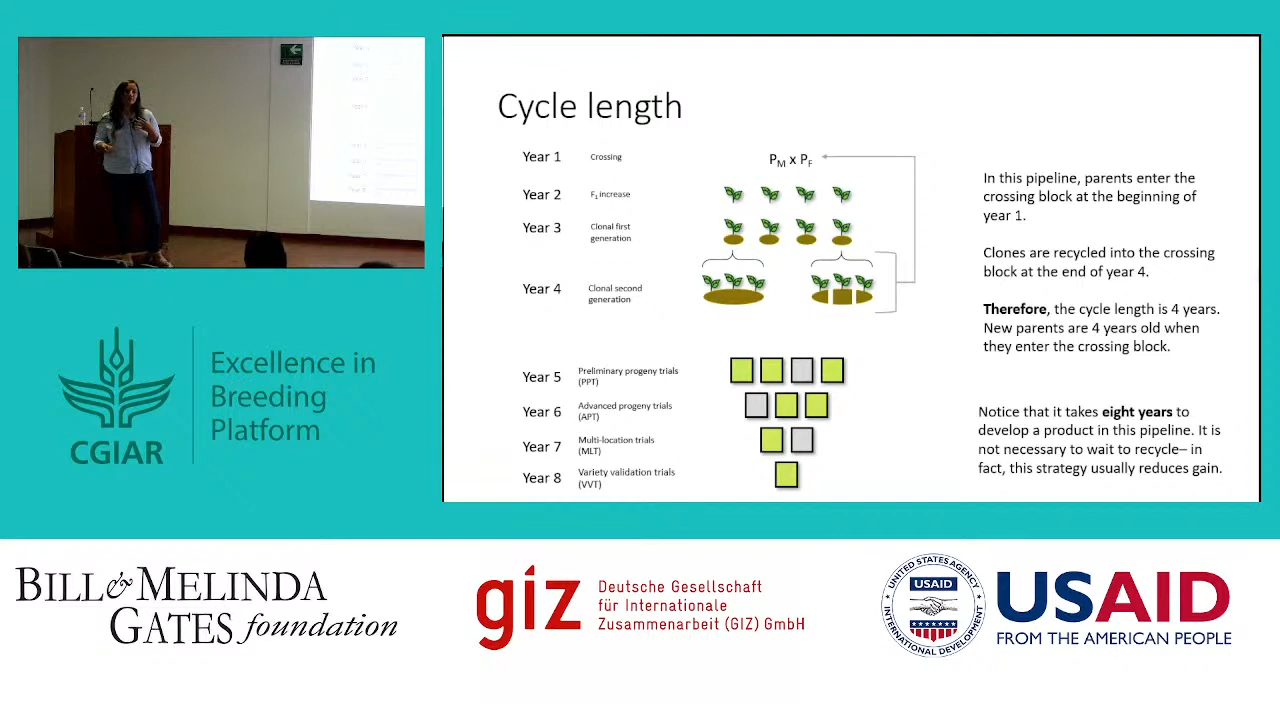 Cycle length
Year 1 Crossing PM x PF
Year 2 F1 increase
Year 3 Clonal first
generation
Year 4 Clonal second
generation
Year 5 Preliminary progeny trials
(PPT)
Year 6 Advanced progeny trials
(APT)
Year 7 Multi-location trials
(MLT)
Year 8 Variety validation trials
(VVT)
In this pipeline, parents enter the
crossing block at the beginning of
year 1.
Clones are recycled into the crossing
block at the end of year 4.
Therefore, the cycle length is 4 years.
New parents are 4 years old when
they enter the crossing block.
Notice that it takes eight years to
develop a product in this pipeline. It is
not necessary to wait to recycle– in
fact, this strategy usually reduces gain.
CGIAR
Excellence in
Breeding
Platform
BILL & MELINDA
GATES foundation
giz
Deutsche Gesellschaft
für Internationale
Zusammenarbeit (GIZ) GmbH
UNITED STATES AGENCY
USAID
INTERNATIONAL DEVELOPMENT
USAID
FROM THE AMERICAN PEOPLE